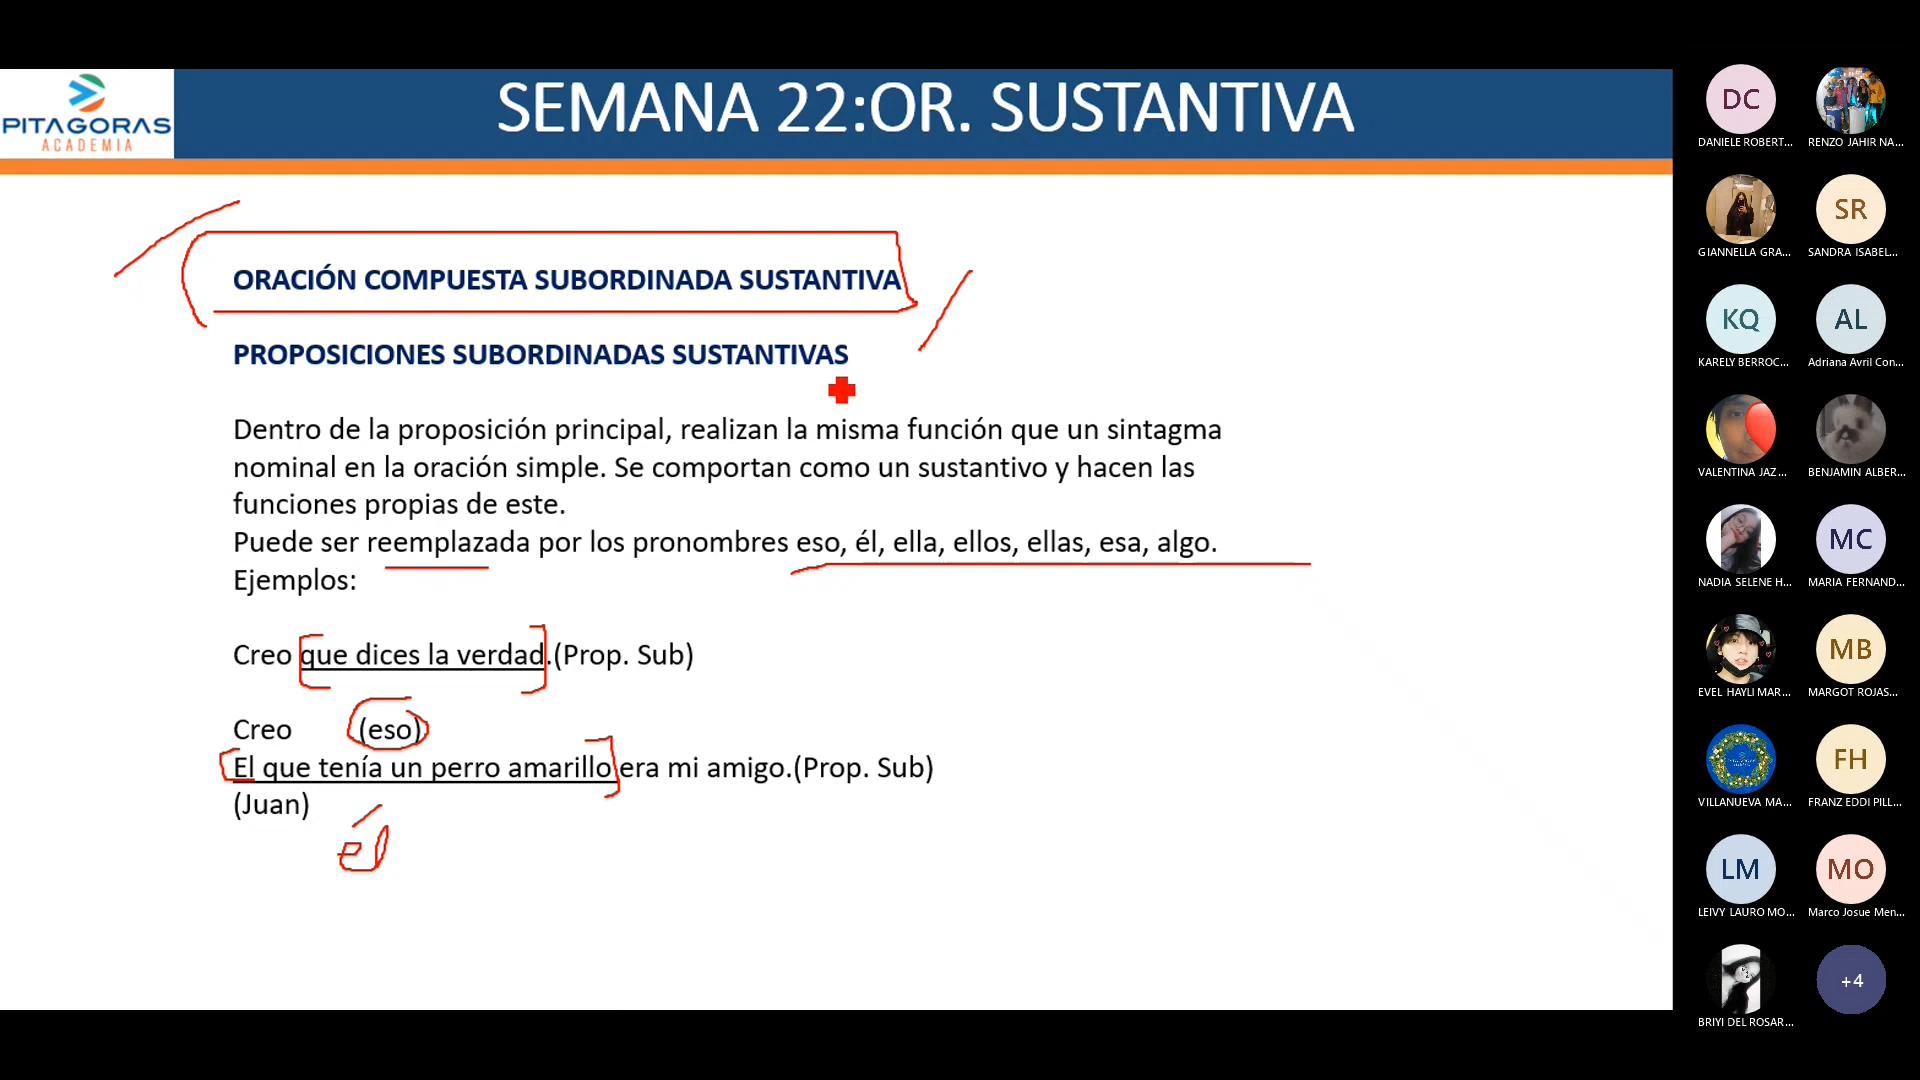 PITAGORAS
ACADEMIA
SEMANA 22:OR. SUSTANTIVA
ORACIÓN COMPUESTA SUBORDINADA SUSTANTIVA
PROPOSICIONES SUBORDINADAS SUSTANTIVAS
Dentro de la proposición principal, realizan la misma función que un sintagma
nominal en la oración simple. Se comportan como un sustantivo y hacen las
funciones propias de este.
Puede ser reemplazada por los pronombres eso, él, ella, ellos, ellas, esa, algo.
Ejemplos:
Creo que dices la verdad.(Prop. Sub)
Creo (eso)
El que tenía un perro amarillo era mi amigo.(Prop. Sub)
(Juan)
él
DC
DANIELE ROBERT...
RENZO JAHIR NA...
GIANNELLA GRA...
SR
SANDRA ISABEL...
KQ
KARELY BERROC...
AL
Adriana Avril Con...
VALENTINA JAZ...
BENJAMIN ALBER...
NADIA SELENE H...
MC
MARIA FERNAND...
EVEL HAYLI MAR...
MB
MARGOT ROJAS...
VILLANUEVA MA...
FH
FRANZ EDDI PILL...
LM
LEIVY LAURO MO...
MO
Marco Josue Men...
BRIYI DEL ROSAR...
+4